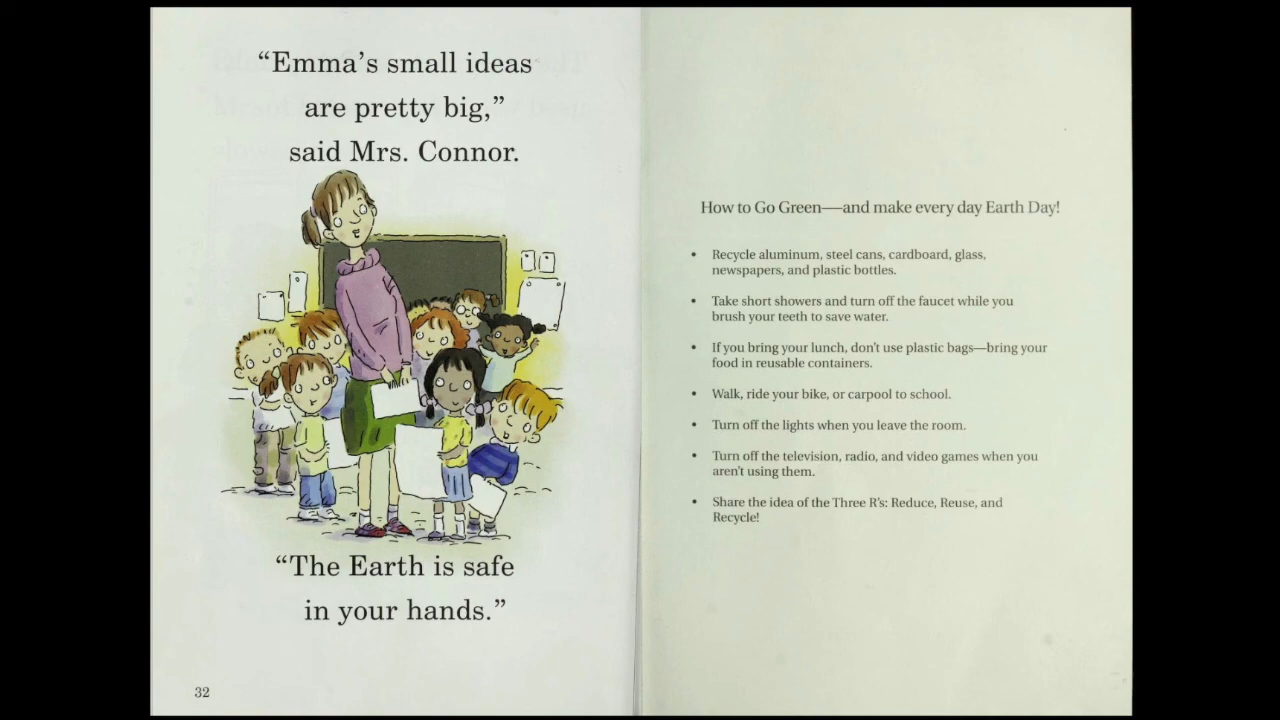 “Emma’s small ideas
are pretty big,”
said Mrs. Connor.
“The Earth is safe
in your hands.”
32
How to Go Green—and make every day Earth Day!
• Recycle aluminum, steel cans, cardboard, glass,
newspapers, and plastic bottles.
• Take short showers and turn off the faucet while you
brush your teeth to save water.
• If you bring your lunch, don’t use plastic bags—bring your
food in reusable containers.
• Walk, ride your bike, or carpool to school.
• Turn off the lights when you leave the room.
• Turn off the television, radio, and video games when you
aren’t using them.
• Share the idea of the Three R’s: Reduce, Reuse, and
Recycle!